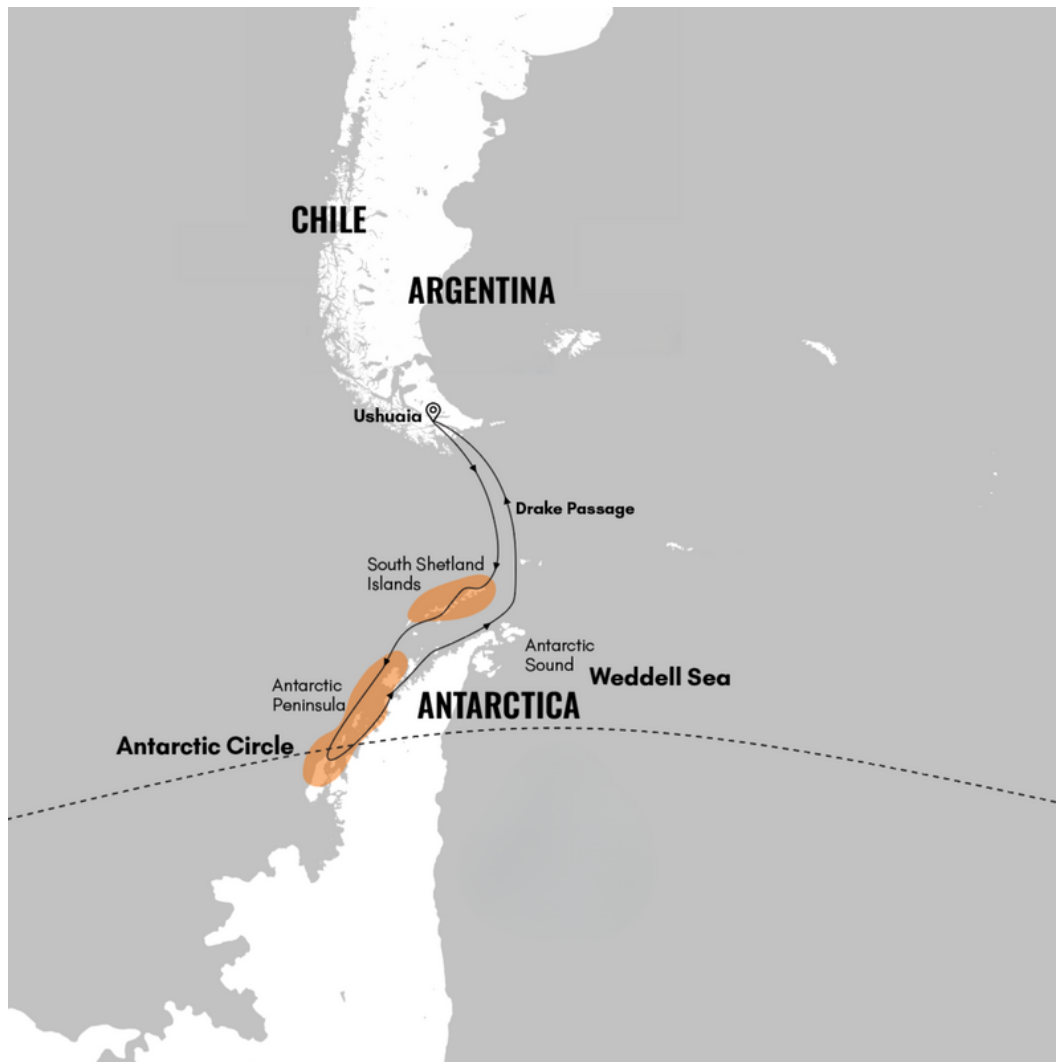 CHILE
ARGENTINA
Ushuaia
Drake Passage
South Shetland
Islands
Antarctic
Sound
Weddell Sea
Antarctic
Peninsula
ANTARCTICA
Antarctic Circle